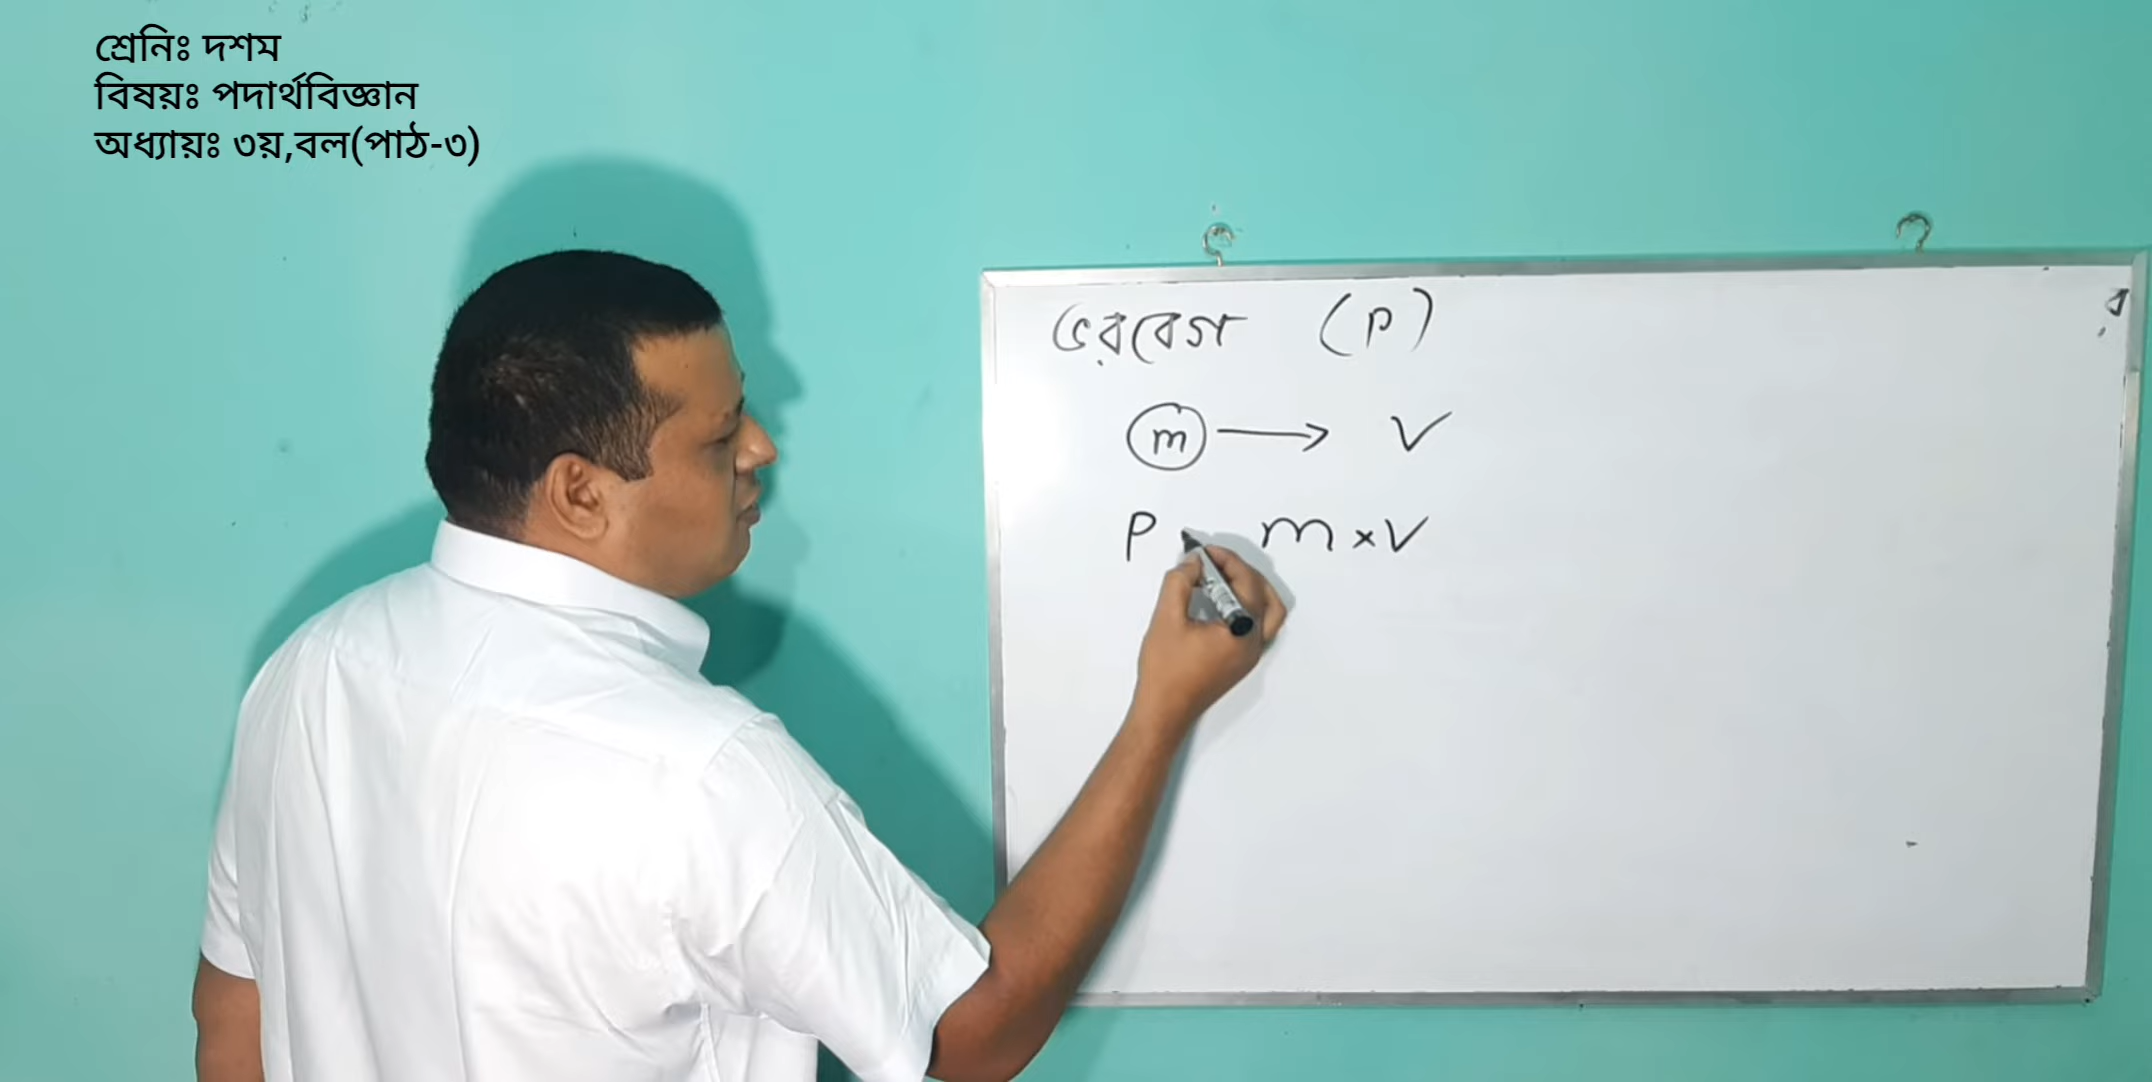 শ্রেনিঃ দশম
বিষয়ঃ পদার্থবিজ্ঞান
অধ্যায়ঃ ৩য়,বল(পাঠ-৩)
ভরবেগ (P)
m → v
P m × v